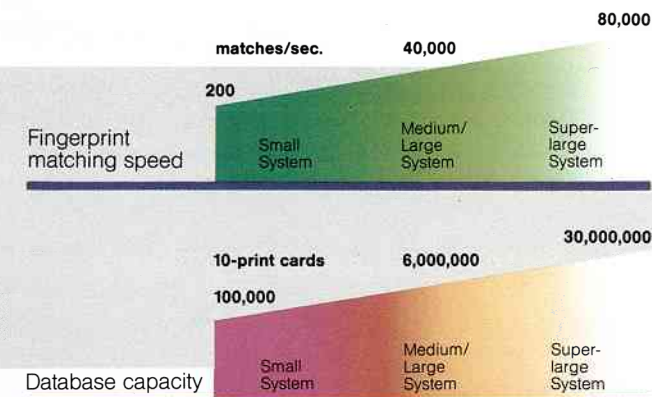 80,000
matches/sec.
40,000
200
Fingerprint
matching speed
Small
System
Medium/
Large
System
Super-
large
System
30,000,000
10-print cards
6,000,000
100,000
Database capacity
Small
System
Medium/
Large
System
Super-
large
System